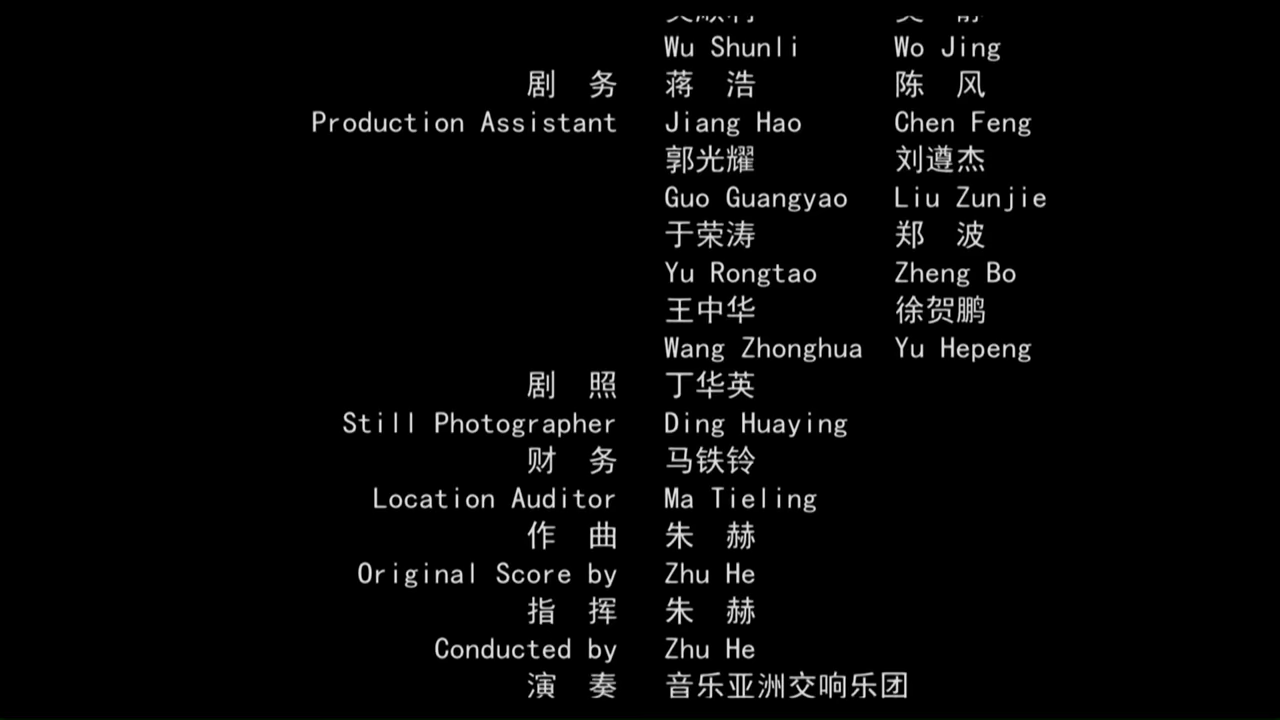 Wu Shunli Wo Jing
剧 务 蒋 浩 陈 风
Production Assistant Jiang Hao Chen Feng
郭光耀 刘遵杰
Guo Guangyao Liu Zunjie
于荣涛 郑 波
Yu Rongtao Zheng Bo
王中华 徐贺鹏
Wang Zhonghua Yu Hepeng
剧 照 丁华英
Still Photographer Ding Huaying
财 务 马铁铃
Location Auditor Ma Tieling
作 曲 朱 赫
Original Score by Zhu He
指 挥 朱 赫
Conducted by Zhu He
演 奏 音乐亚洲交响乐团